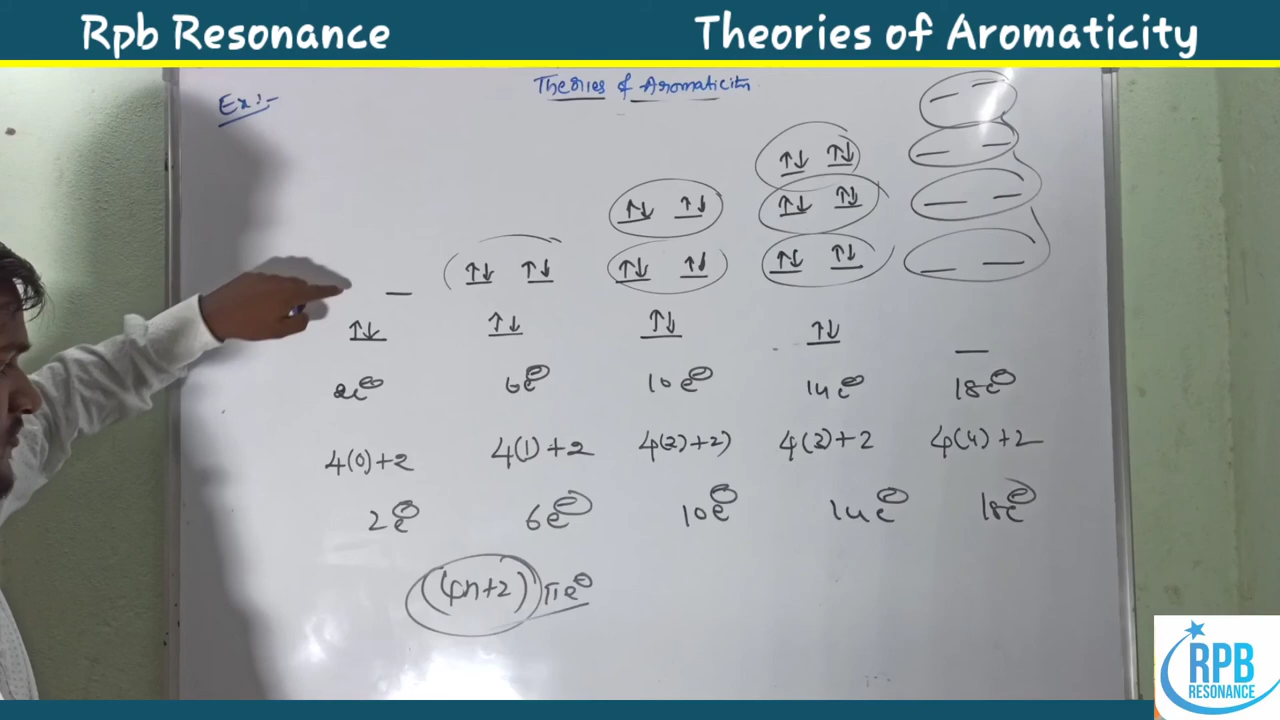 Rpb Resonance
Theories of Aromaticity
Theories of Aromaticity
Ex:-
↑↓ ↑↓
↑↓ ↑↓ ↑↓ ↑↓
↑↓ ↑↓ ↑↓ ↑↓ ↑↓ ↑↓
↑↓ ↑↓ ↑↓ ↑↓
2e⊖ 6e⊖ 10e⊖ 14e⊖ 18e⊖
4(0)+2 4(1)+2 4(2)+2) 4(3)+2 4(4)+2
2e⊖ 6e⊖ 10e⊖ 14e⊖ 18e⊖
(4n+2) πe⊖
RPB
RESONANCE